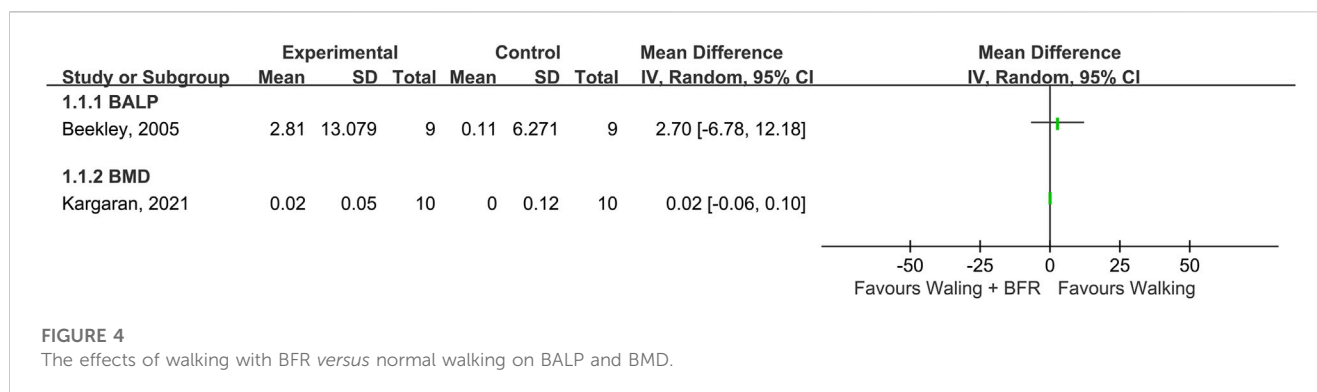 Experimental Control Mean Difference Mean Difference
Study or Subgroup Mean SD Total Mean SD Total IV, Random, 95% CI IV, Random, 95% CI
1.1.1 BALP
Beekley, 2005 2.81 13.079 9 0.11 6.271 9 2.70 [-6.78, 12.18]
1.1.2 BMD
Kargaran, 2021 0.02 0.05 10 0 0.12 10 0.02 [-0.06, 0.10]
-50 -25 0 25 50
Favours Waling + BFR Favours Walking
FIGURE 4
The effects of walking with BFR versus normal walking on BALP and BMD.